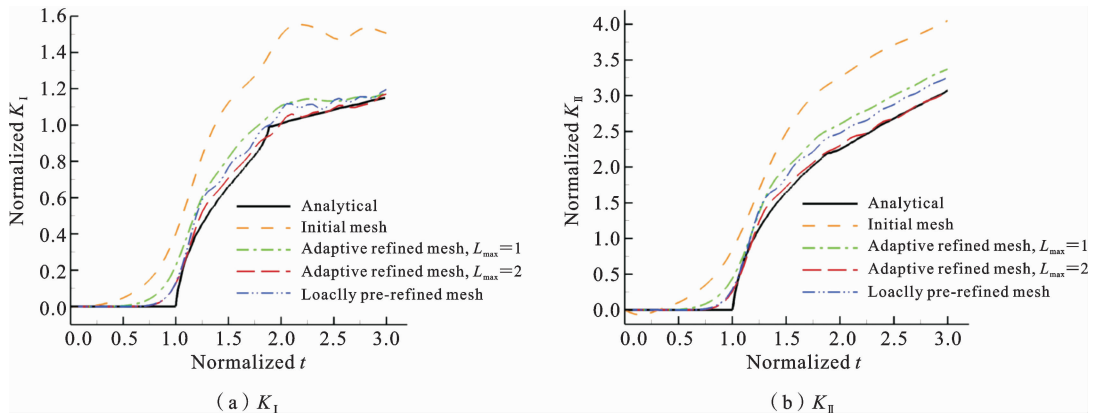 1.6
1.4
1.2
1.0
0.8
0.6
0.4
0.2
0.0
Normalized K_I
0.0 0.5 1.0 1.5 2.0 2.5 3.0
Normalized t
Analytical
Initial mesh
Adaptive refined mesh, L_max=1
Adaptive refined mesh, L_max=2
Loaclly pre-refined mesh
(a) K_I
4.0
3.5
3.0
2.5
2.0
1.5
1.0
0.5
0.0
Normalized K_II
0.0 0.5 1.0 1.5 2.0 2.5 3.0
Normalized t
Analytical
Initial mesh
Adaptive refined mesh, L_max=1
Adaptive refined mesh, L_max=2
Loaclly pre-refined mesh
(b) K_II